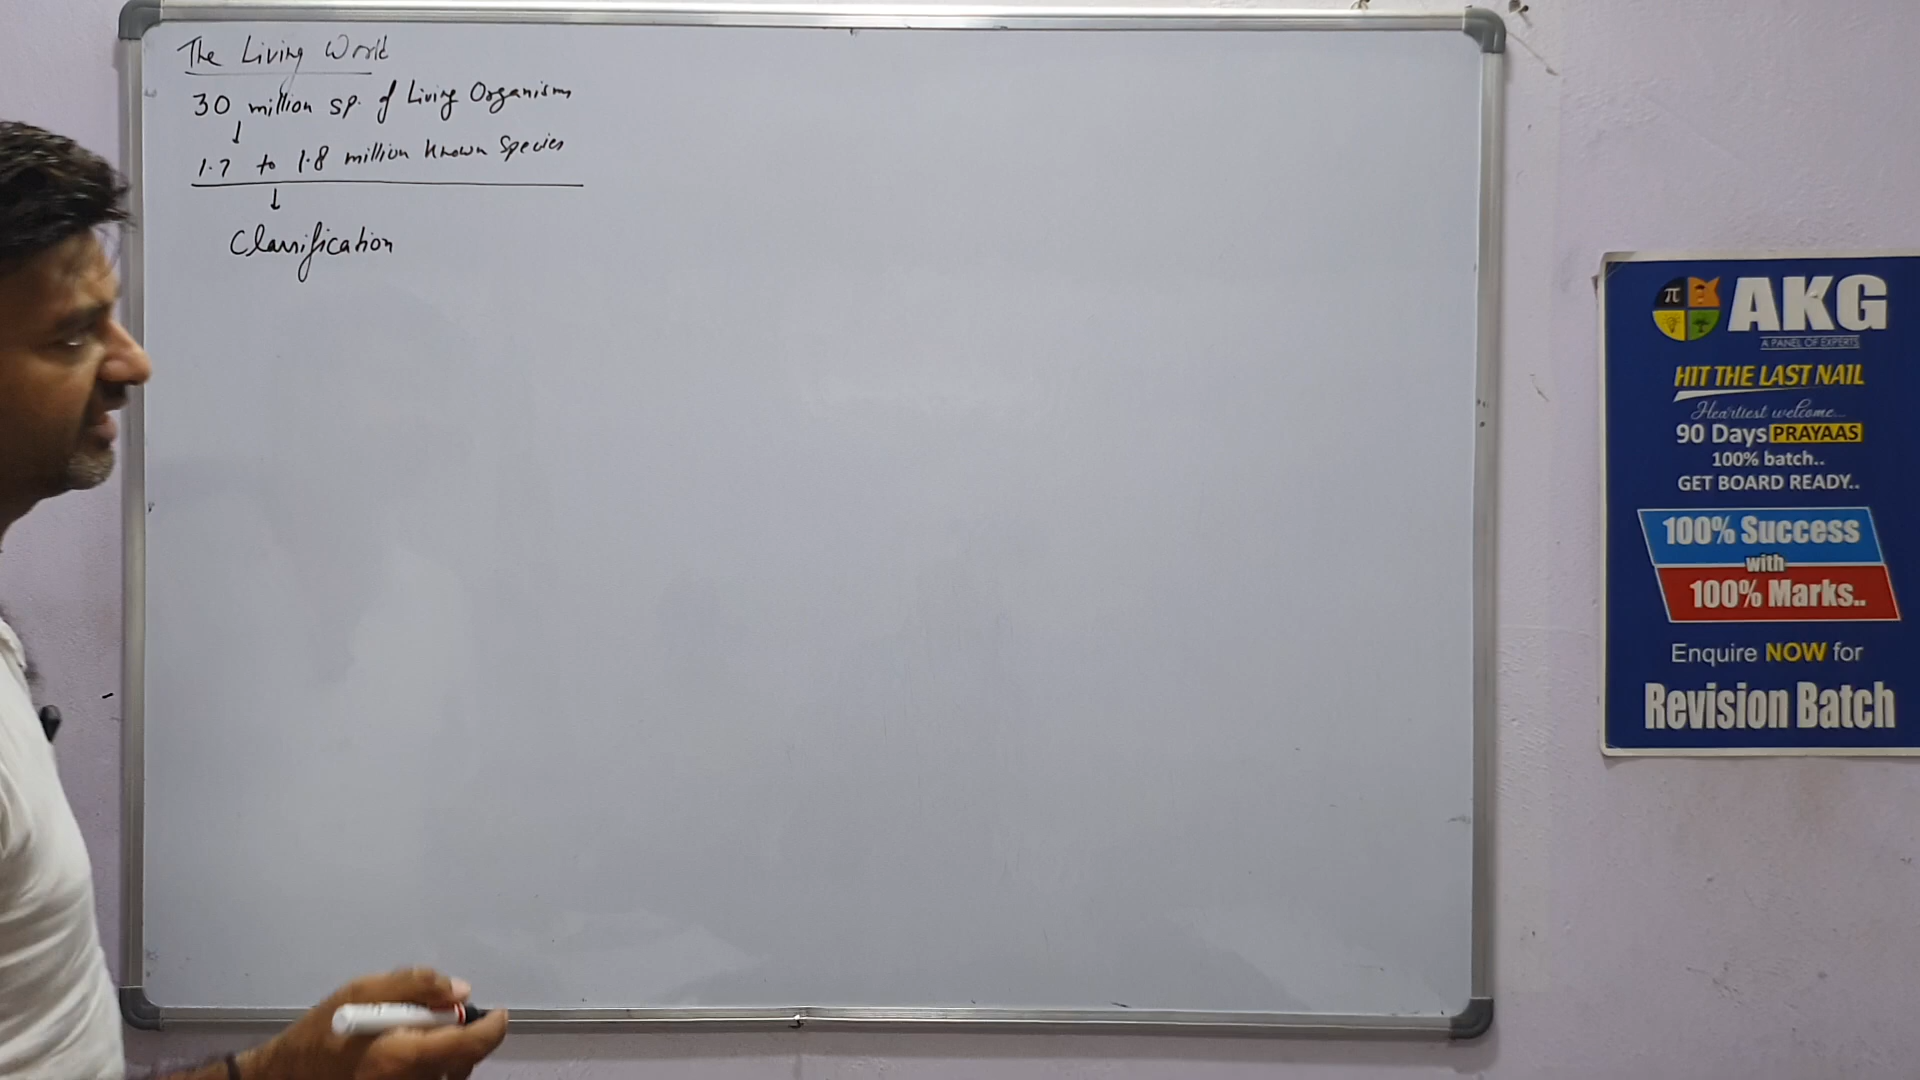 The Living World
30 million sp. of Living Organisms
↓
1.7 to 1.8 million Known Species
↓
Classification
π
AKG
A PANEL OF EXPERTS
HIT THE LAST NAIL
Heartiest welcome...
90 Days PRAYAAS
100% batch..
GET BOARD READY..
100% Success
with
100% Marks..
Enquire NOW for
Revision Batch